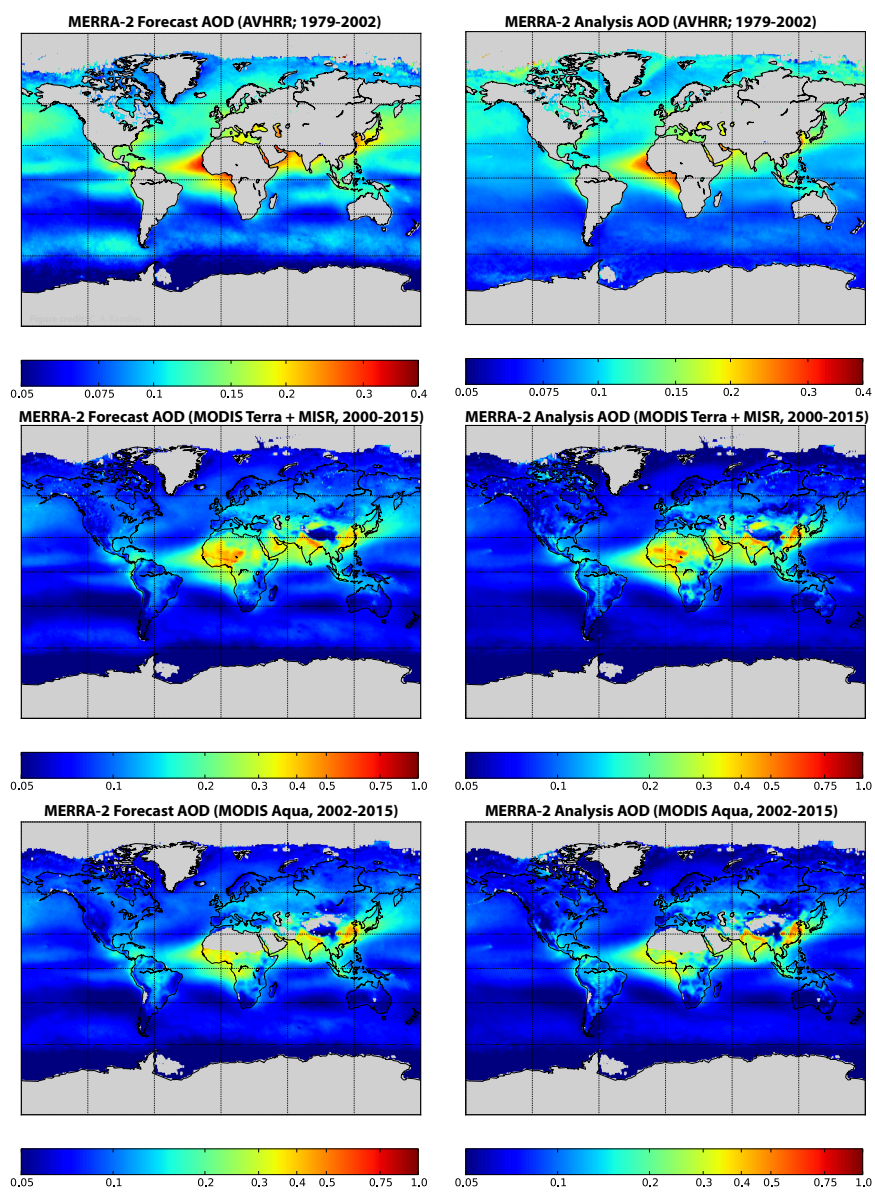 MERRA-2 Forecast AOD (AVHRR; 1979-2002)
MERRA-2 Analysis AOD (AVHRR; 1979-2002)
0.05 0.075 0.1 0.15 0.2 0.3 0.4
0.05 0.075 0.1 0.15 0.2 0.3 0.4
MERRA-2 Forecast AOD (MODIS Terra + MISR, 2000-2015)
MERRA-2 Analysis AOD (MODIS Terra + MISR, 2000-2015)
0.05 0.1 0.2 0.3 0.4 0.5 0.75 1.0
0.05 0.1 0.2 0.3 0.4 0.5 0.75 1.0
MERRA-2 Forecast AOD (MODIS Aqua, 2002-2015)
MERRA-2 Analysis AOD (MODIS Aqua, 2002-2015)
0.05 0.1 0.2 0.3 0.4 0.5 0.75 1.0
0.05 0.1 0.2 0.3 0.4 0.5 0.75 1.0